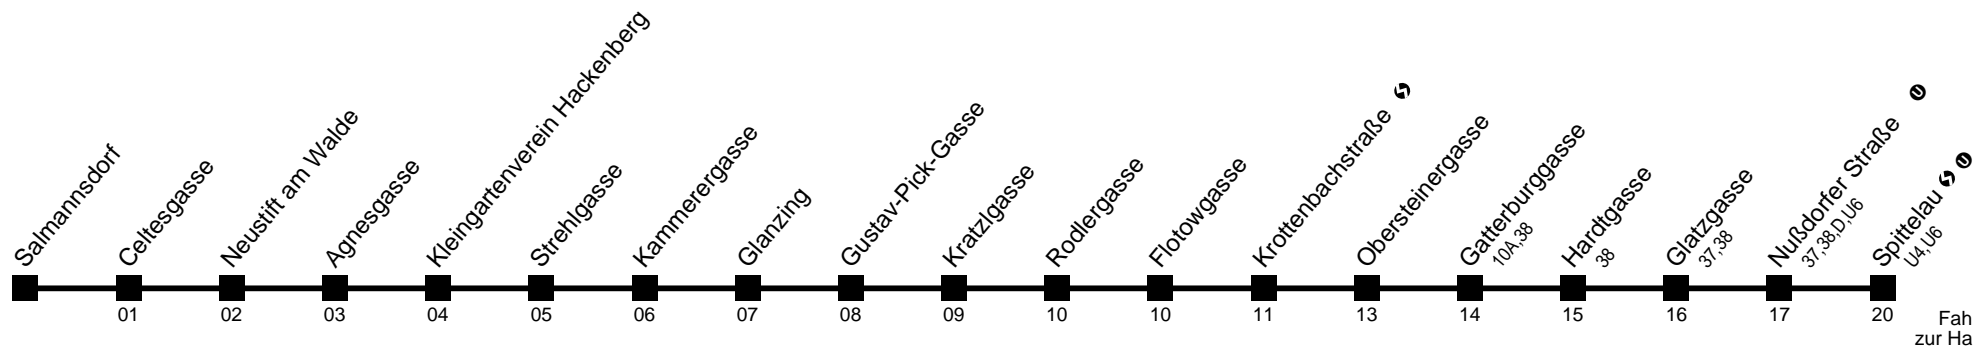 Salmannsdorf
Celtesgasse
01
Neustift am Walde
02
Agnesgasse
03
Kleingartenverein Hackenberg
04
Strehlgasse
05
Kammerergasse
06
Glanzing
07
Gustav-Pick-Gasse
08
Kratzlgasse
09
Rodlergasse
10
Flotowgasse
10
Krottenbachstraße S
11
Obersteinergasse
13
Gatterburggasse
10A,38
14
Hardtgasse
38
15
Glatzgasse
37,38
16
Nußdorfer Straße U
37,38,D,U6
17
Spittelau S U
U4,U6
20
Fah
zur Ha